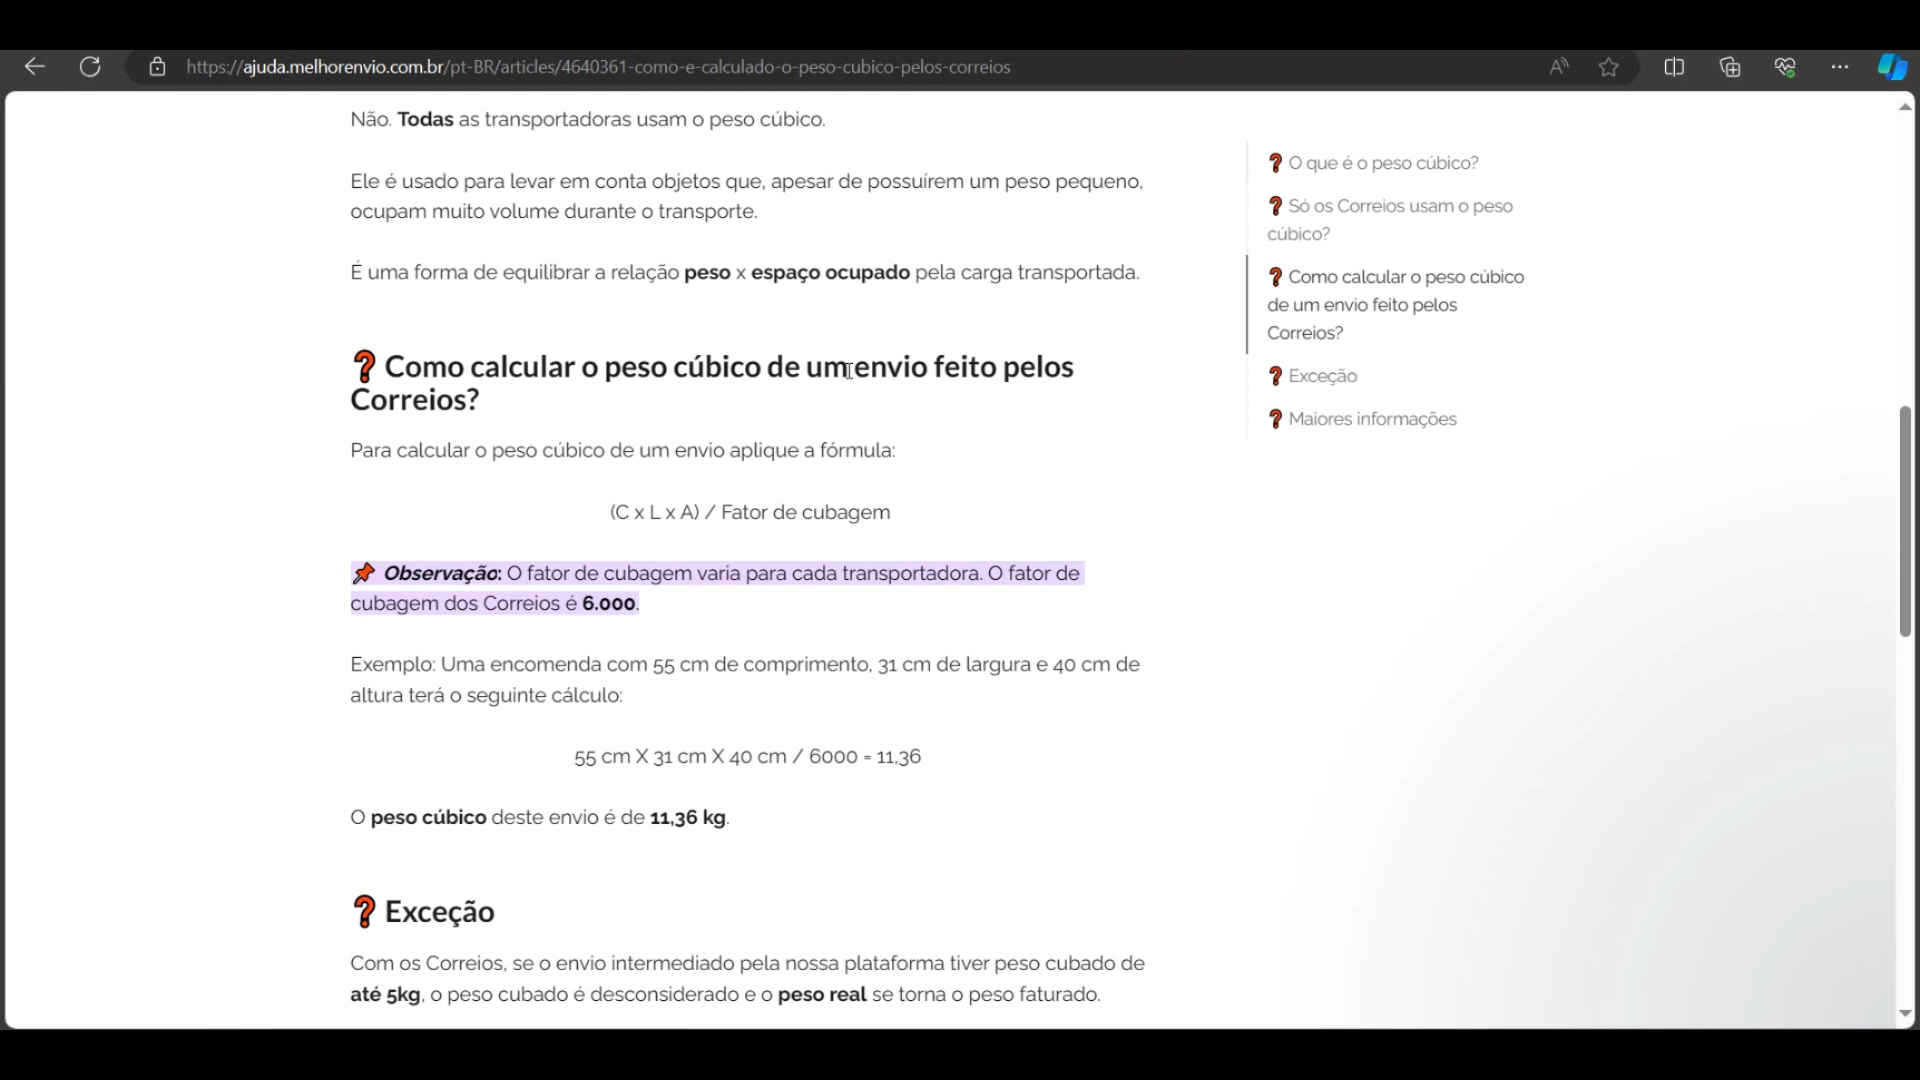 https://ajuda.melhorenvio.com.br/pt-BR/articles/4640361-como-e-calculado-o-peso-cubico-pelos-correios
Não. Todas as transportadoras usam o peso cúbico.
Ele é usado para levar em conta objetos que, apesar de possuírem um peso pequeno,
ocupam muito volume durante o transporte.
É uma forma de equilibrar a relação peso x espaço ocupado pela carga transportada.
❓ Como calcular o peso cúbico de um envio feito pelos
Correios?
Para calcular o peso cúbico de um envio aplique a fórmula:
(C x L x A) / Fator de cubagem
📌 Observação: O fator de cubagem varia para cada transportadora. O fator de
cubagem dos Correios é 6.000.
Exemplo: Uma encomenda com 55 cm de comprimento, 31 cm de largura e 40 cm de
altura terá o seguinte cálculo:
55 cm X 31 cm X 40 cm / 6000 = 11,36
O peso cúbico deste envio é de 11,36 kg.
❓ Exceção
Com os Correios, se o envio intermediado pela nossa plataforma tiver peso cubado de
até 5kg, o peso cubado é desconsiderado e o peso real se torna o peso faturado.
❓ O que é o peso cúbico?
❓ Só os Correios usam o peso
cúbico?
❓ Como calcular o peso cúbico
de um envio feito pelos
Correios?
❓ Exceção
❓ Maiores informações